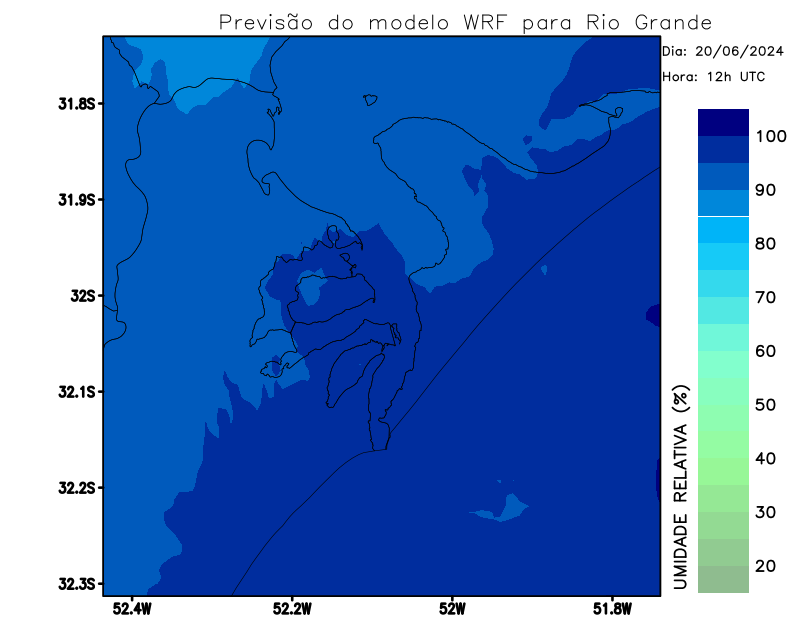 Previsão do modelo WRF para Rio Grande
Dia: 20/06/2024
Hora: 12h UTC
31.8S
31.9S
32S
32.1S
32.2S
32.3S
52.4W
52.2W
52W
51.8W
100
90
80
70
60
50
40
30
20
UMIDADE RELATIVA (%)